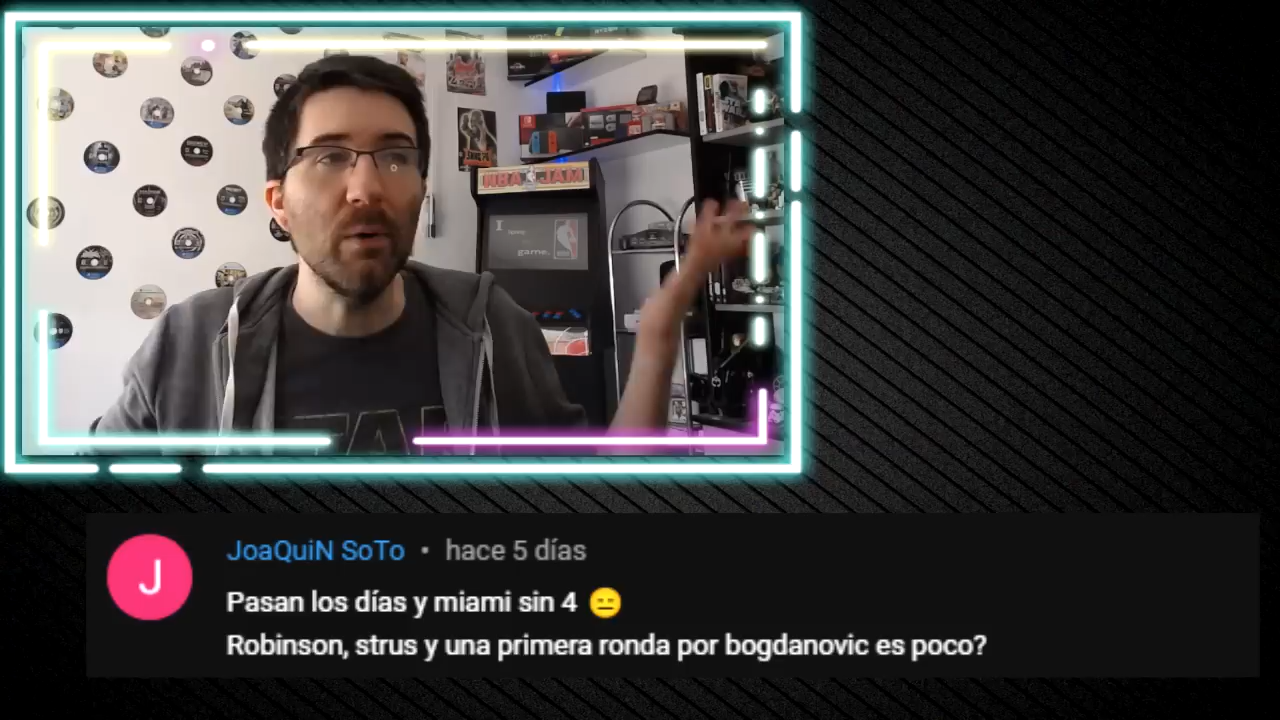 NBA JAM
I
game.
JoaQuiN SoTo • hace 5 días
Pasan los días y miami sin 4 😑
Robinson, strus y una primera ronda por bogdanovic es poco?
J